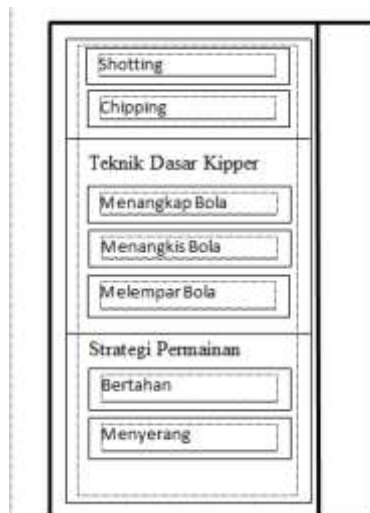 Shotting
Chipping
Teknik Dasar Kipper
Menangkap Bola
Menangkis Bola
Melempar Bola
Strategi Permainan
Bertahan
Menyerang